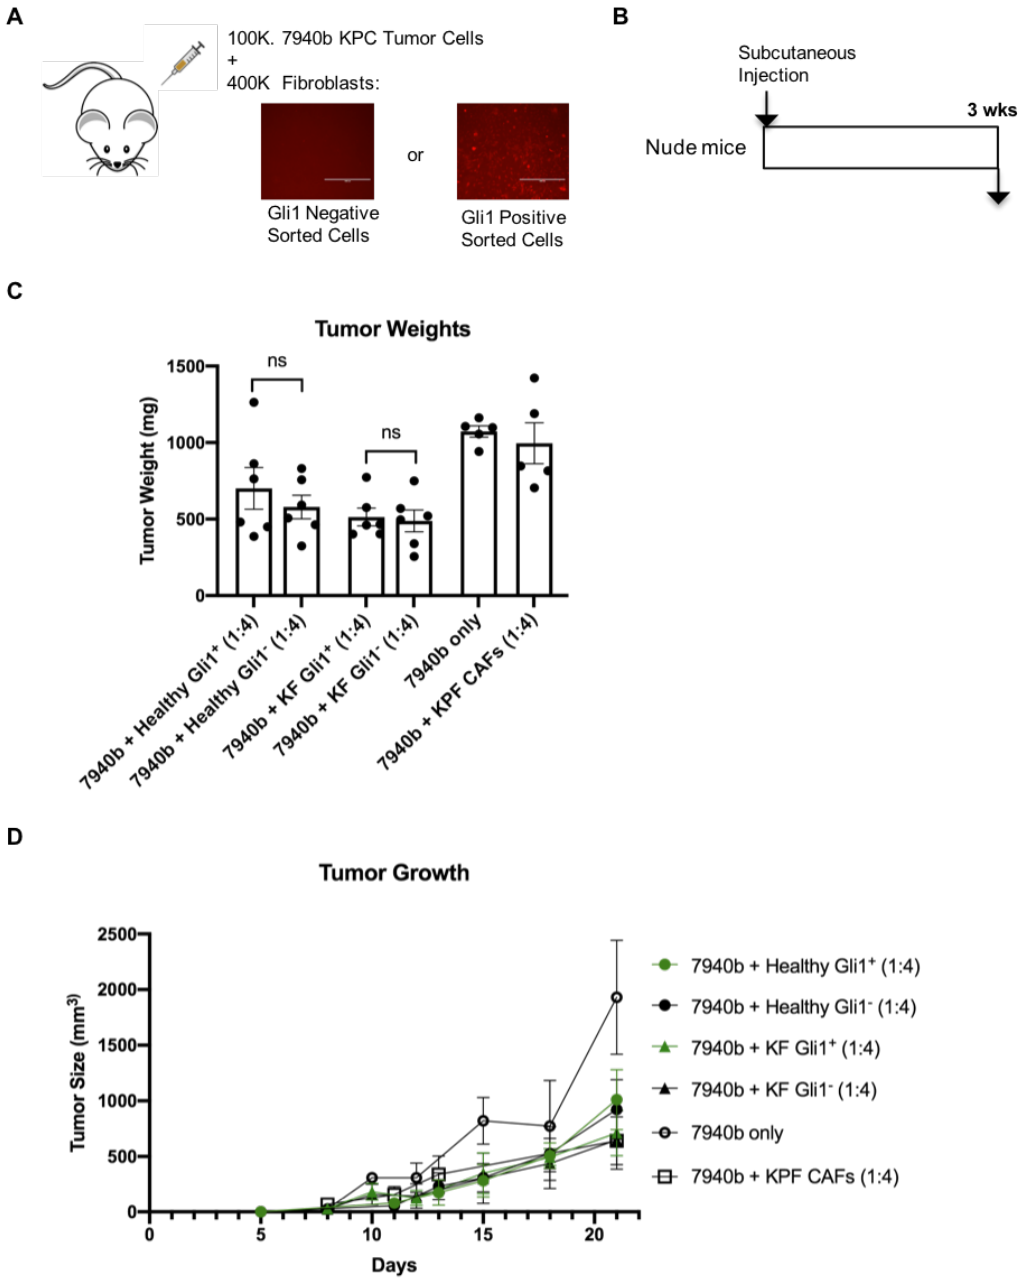 A
100K. 7940b KPC Tumor Cells
+
400K Fibroblasts:
or
Gli1 Negative
Sorted Cells
Gli1 Positive
Sorted Cells
B
Subcutaneous
Injection
3 wks
Nude mice
C
Tumor Weights
Tumor Weight (mg)
1500
1000
500
0
ns
ns
7940b + Healthy Gli1⁺ (1:4)
7940b + Healthy Gli1⁻ (1:4)
7940b + KF Gli1⁺ (1:4)
7940b + KF Gli1⁻ (1:4)
7940b only
7940b + KPF CAFs (1:4)
D
Tumor Growth
Tumor Size (mm³)
2500
2000
1500
1000
500
0
0 5 10 15 20
Days
7940b + Healthy Gli1⁺ (1:4)
7940b + Healthy Gli1⁻ (1:4)
7940b + KF Gli1⁺ (1:4)
7940b + KF Gli1⁻ (1:4)
7940b only
7940b + KPF CAFs (1:4)